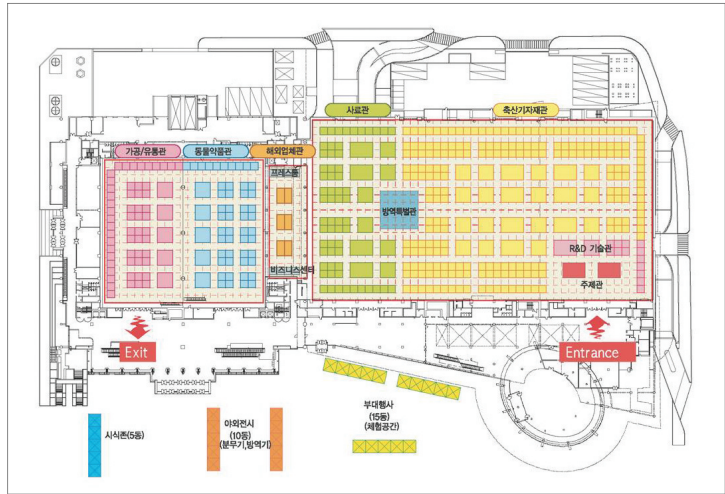 사료관
축산기자재관
가공/유통관
동물약품관
해외업체관
프레스룸
방역특별관
R&D 기술관
비즈니스센터
주제관
Exit
Entrance
시식존(5동)
야외전시
(10동)
(분무기,방역기)
부대행사
(15동)
(체험공간)